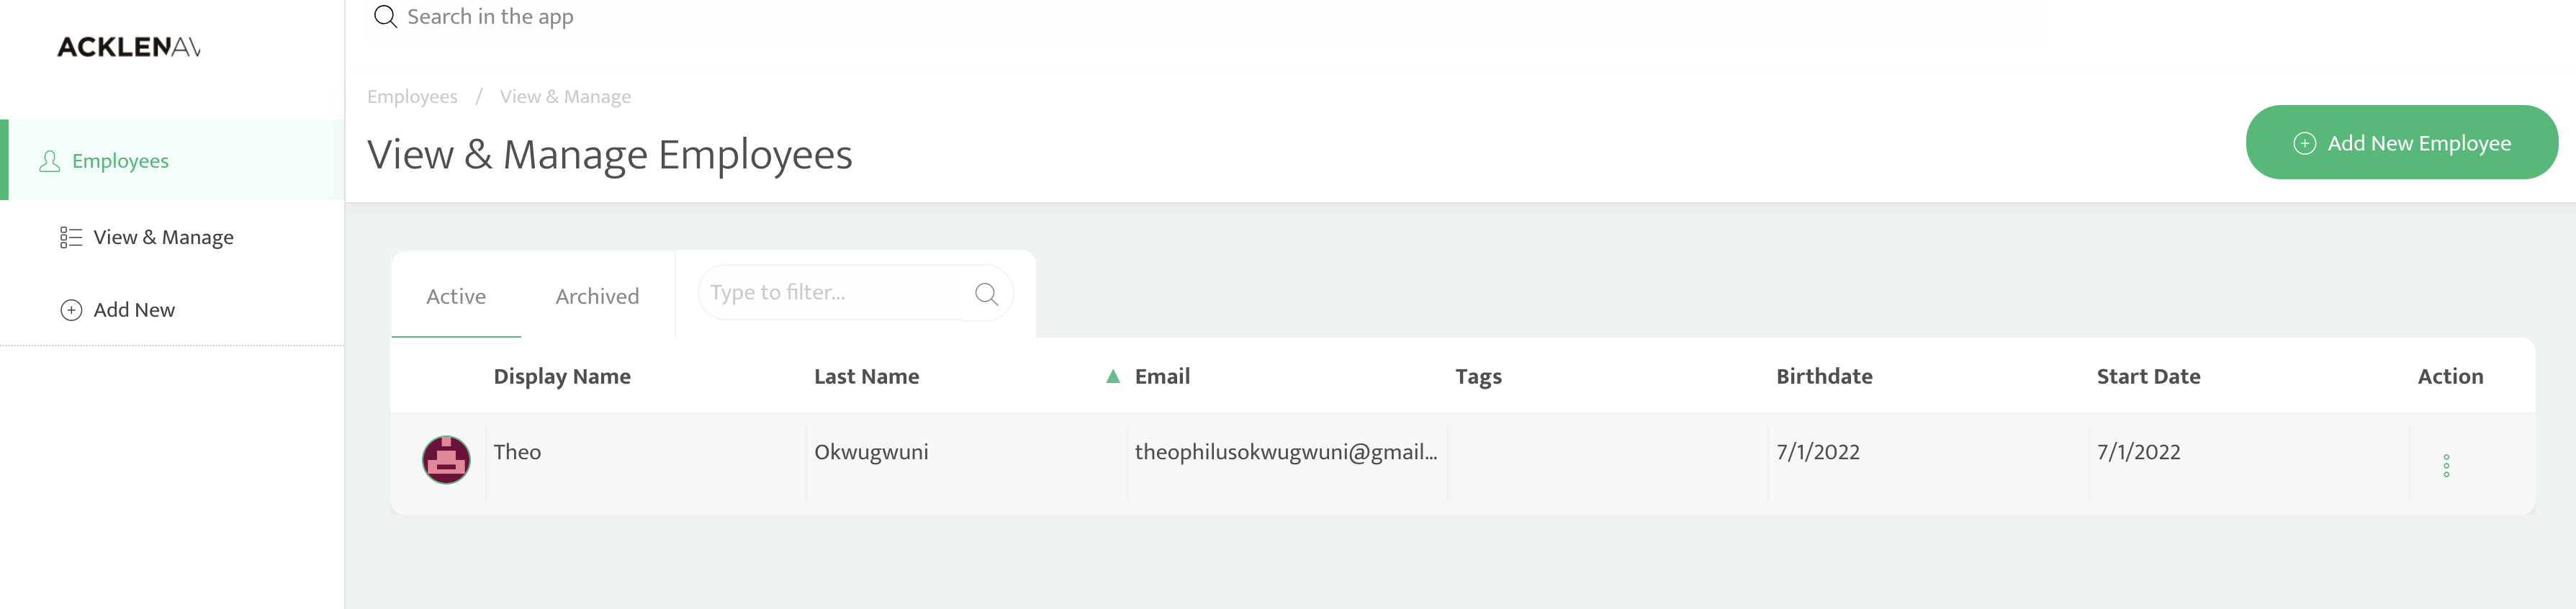 ACKLENAV
Search in the app
Employees / View & Manage
View & Manage Employees
Add New Employee
Employees
View & Manage
Add New
Active Archived Type to filter...
Display Name Last Name Email Tags Birthdate Start Date Action
Theo Okwugwuni theophilusokwugwuni@gmail... 7/1/2022 7/1/2022